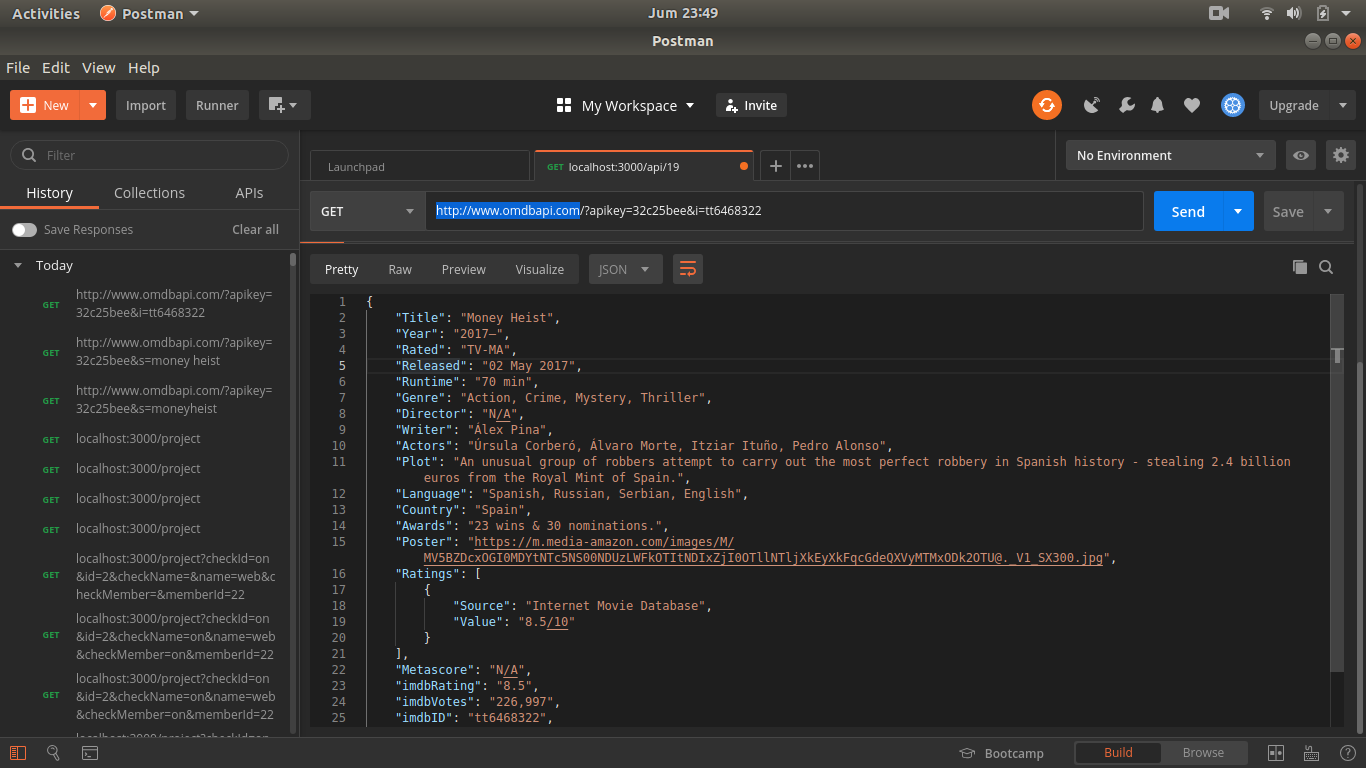 Activities Postman Jum 23:49
Postman
File Edit View Help
New Import Runner My Workspace Invite Upgrade
Filter
Launchpad GET localhost:3000/api/19 No Environment
History Collections APIs
GET http://www.omdbapi.com/?apikey=32c25bee&i=tt6468322 Send Save
Save Responses Clear all
Today
GET http://www.omdbapi.com/?apikey=
32c25bee&i=tt6468322
GET http://www.omdbapi.com/?apikey=
32c25bee&s=money heist
GET http://www.omdbapi.com/?apikey=
32c25bee&s=moneyheist
GET localhost:3000/project
GET localhost:3000/project
GET localhost:3000/project
GET localhost:3000/project
GET localhost:3000/project?checkId=on
&id=2&checkName=&name=web&c
heckMember=&memberId=22
GET localhost:3000/project?checkId=on
&id=2&checkName=on&name=web
&checkMember=on&memberId=22
GET localhost:3000/project?checkId=on
&id=2&checkName=on&name=web
&checkMember=on&memberId=22
localhost:3000/project?checkId=on
Pretty Raw Preview Visualize JSON
1 {
2 "Title": "Money Heist",
3 "Year": "2017–",
4 "Rated": "TV-MA",
5 "Released": "02 May 2017",
6 "Runtime": "70 min",
7 "Genre": "Action, Crime, Mystery, Thriller",
8 "Director": "N/A",
9 "Writer": "Álex Pina",
10 "Actors": "Úrsula Corberó, Álvaro Morte, Itziar Ituño, Pedro Alonso",
11 "Plot": "An unusual group of robbers attempt to carry out the most perfect robbery in Spanish history - stealing 2.4 billion
euros from the Royal Mint of Spain.",
12 "Language": "Spanish, Russian, Serbian, English",
13 "Country": "Spain",
14 "Awards": "23 wins & 30 nominations.",
15 "Poster": "https://m.media-amazon.com/images/M/
MV5BZDcxOGI0MDYtNTc5NS00NDUzLWFkOTItNDIxZjI0OTllNTljXkEyXkFqcGdeQXVyMTMxODk2OTU@._V1_SX300.jpg",
16 "Ratings": [
17 {
18 "Source": "Internet Movie Database",
19 "Value": "8.5/10"
20 }
21 ],
22 "Metascore": "N/A",
23 "imdbRating": "8.5",
24 "imdbVotes": "226,997",
25 "imdbID": "tt6468322",
Bootcamp Build Browse